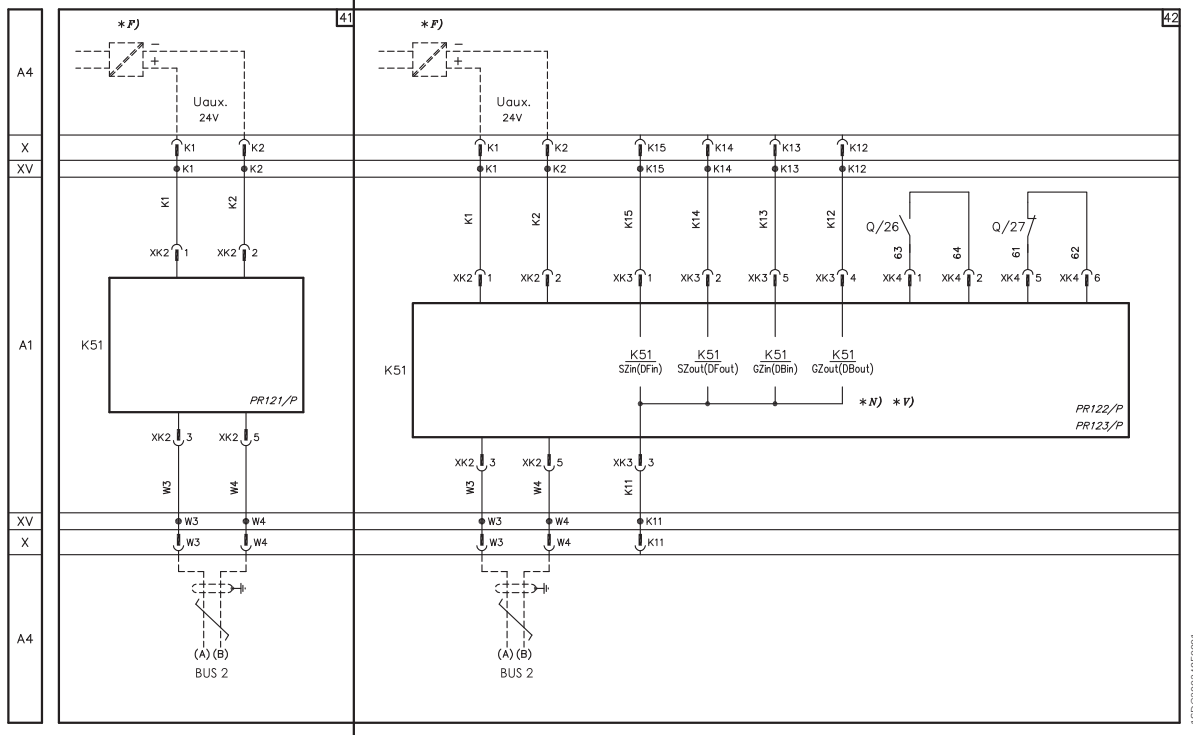 41
42
*F)
*F)
A4
− +
− +
Uaux.
24V
Uaux.
24V
X
K1 K2
K1 K2 K15 K14 K13 K12
XV
K1 K2
K1 K2 K15 K14 K13 K12
K1 K2
K1 K2 K15 K14 K13 K12
Q/26 Q/27
63 64 61 62
XK2 1 XK2 2
XK2 1 XK2 2 XK3 1 XK3 2 XK3 5 XK3 4 XK4 1 XK4 2 XK4 5 XK4 6
A1
K51
K51
K51 K51 K51 K51
SZin(DFin) SZout(DFout) GZin(DBin) GZout(DBout)
*N) *V)
PR121/P
PR122/P
PR123/P
XK2 3 XK2 5
XK2 3 XK2 5 XK3 3
W3 W4
W3 W4 K11
XV
W3 W4
W3 W4 K11
X
W3 W4
W3 W4 K11
A4
(A) (B)
BUS 2
(A) (B)
BUS 2